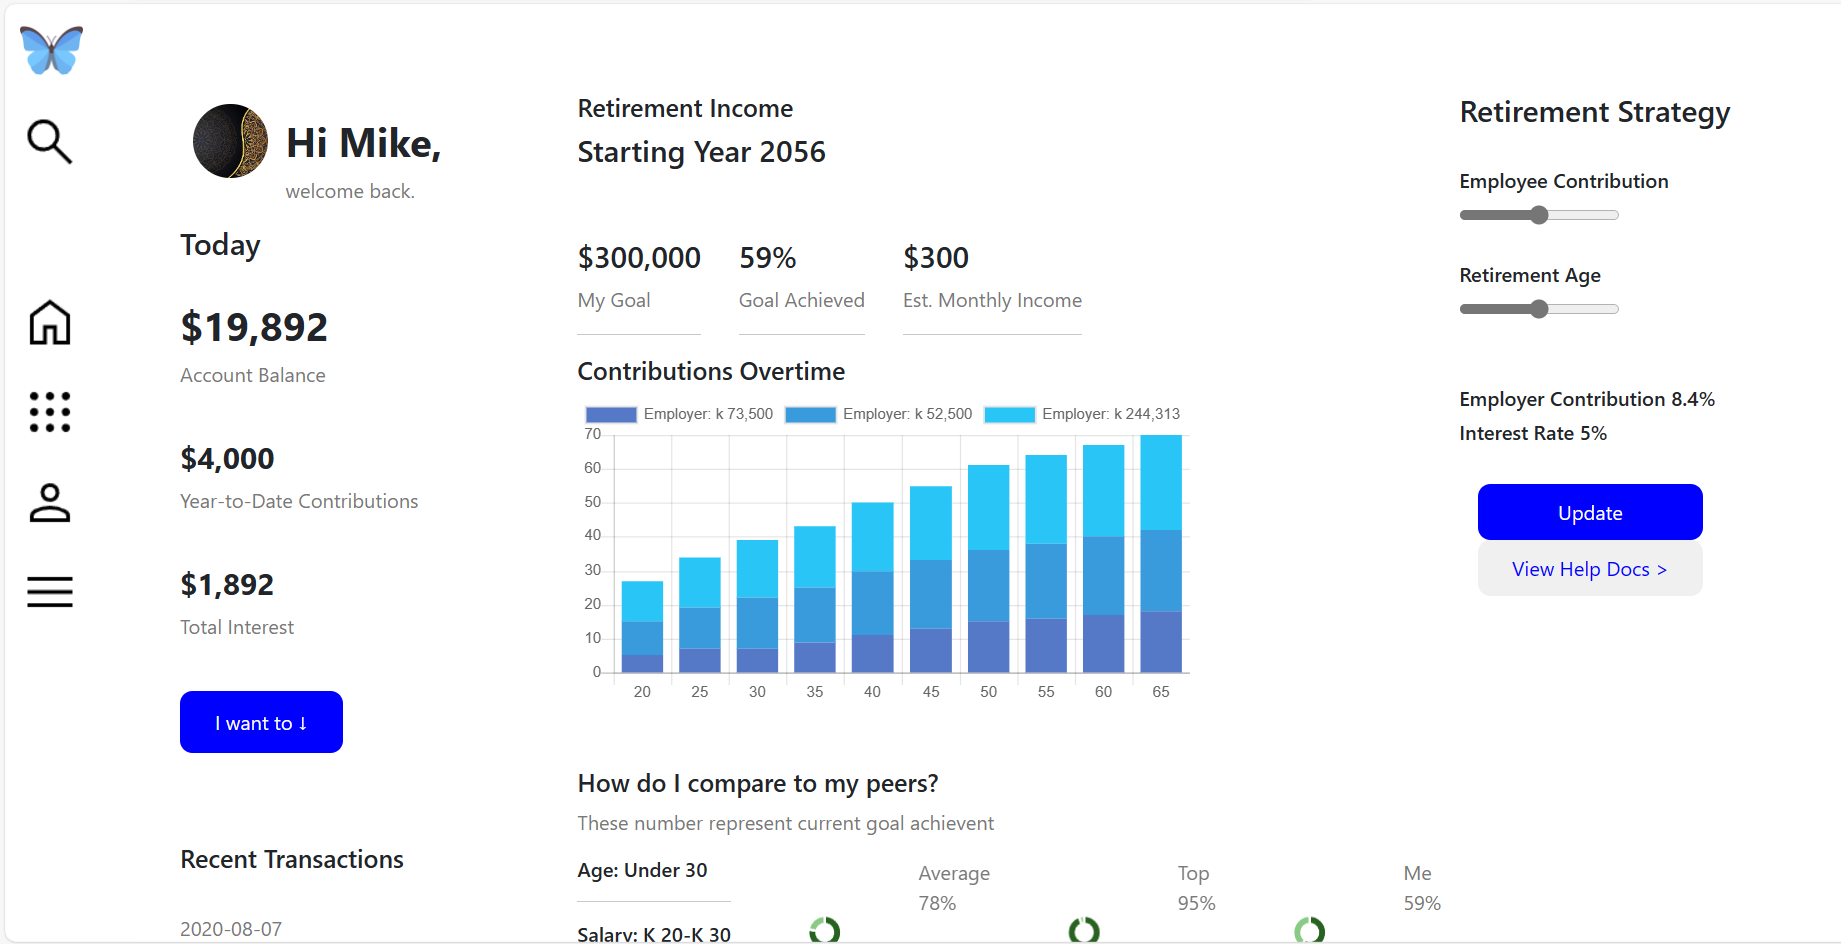 Hi Mike,
welcome back.
Today
$19,892
Account Balance
$4,000
Year-to-Date Contributions
$1,892
Total Interest
I want to ↓
Recent Transactions
2020-08-07
Retirement Income
Starting Year 2056
$300,000 59% $300
My Goal Goal Achieved Est. Monthly Income
Contributions Overtime
Employer: k 73,500 Employer: k 52,500 Employer: k 244,313
70
60
50
40
30
20
10
0
20 25 30 35 40 45 50 55 60 65
How do I compare to my peers?
These number represent current goal achievent
Age: Under 30
Salary: K 20-K 30
Average
78%
Top
95%
Me
59%
Retirement Strategy
Employee Contribution
Retirement Age
Employer Contribution 8.4%
Interest Rate 5%
Update
View Help Docs >